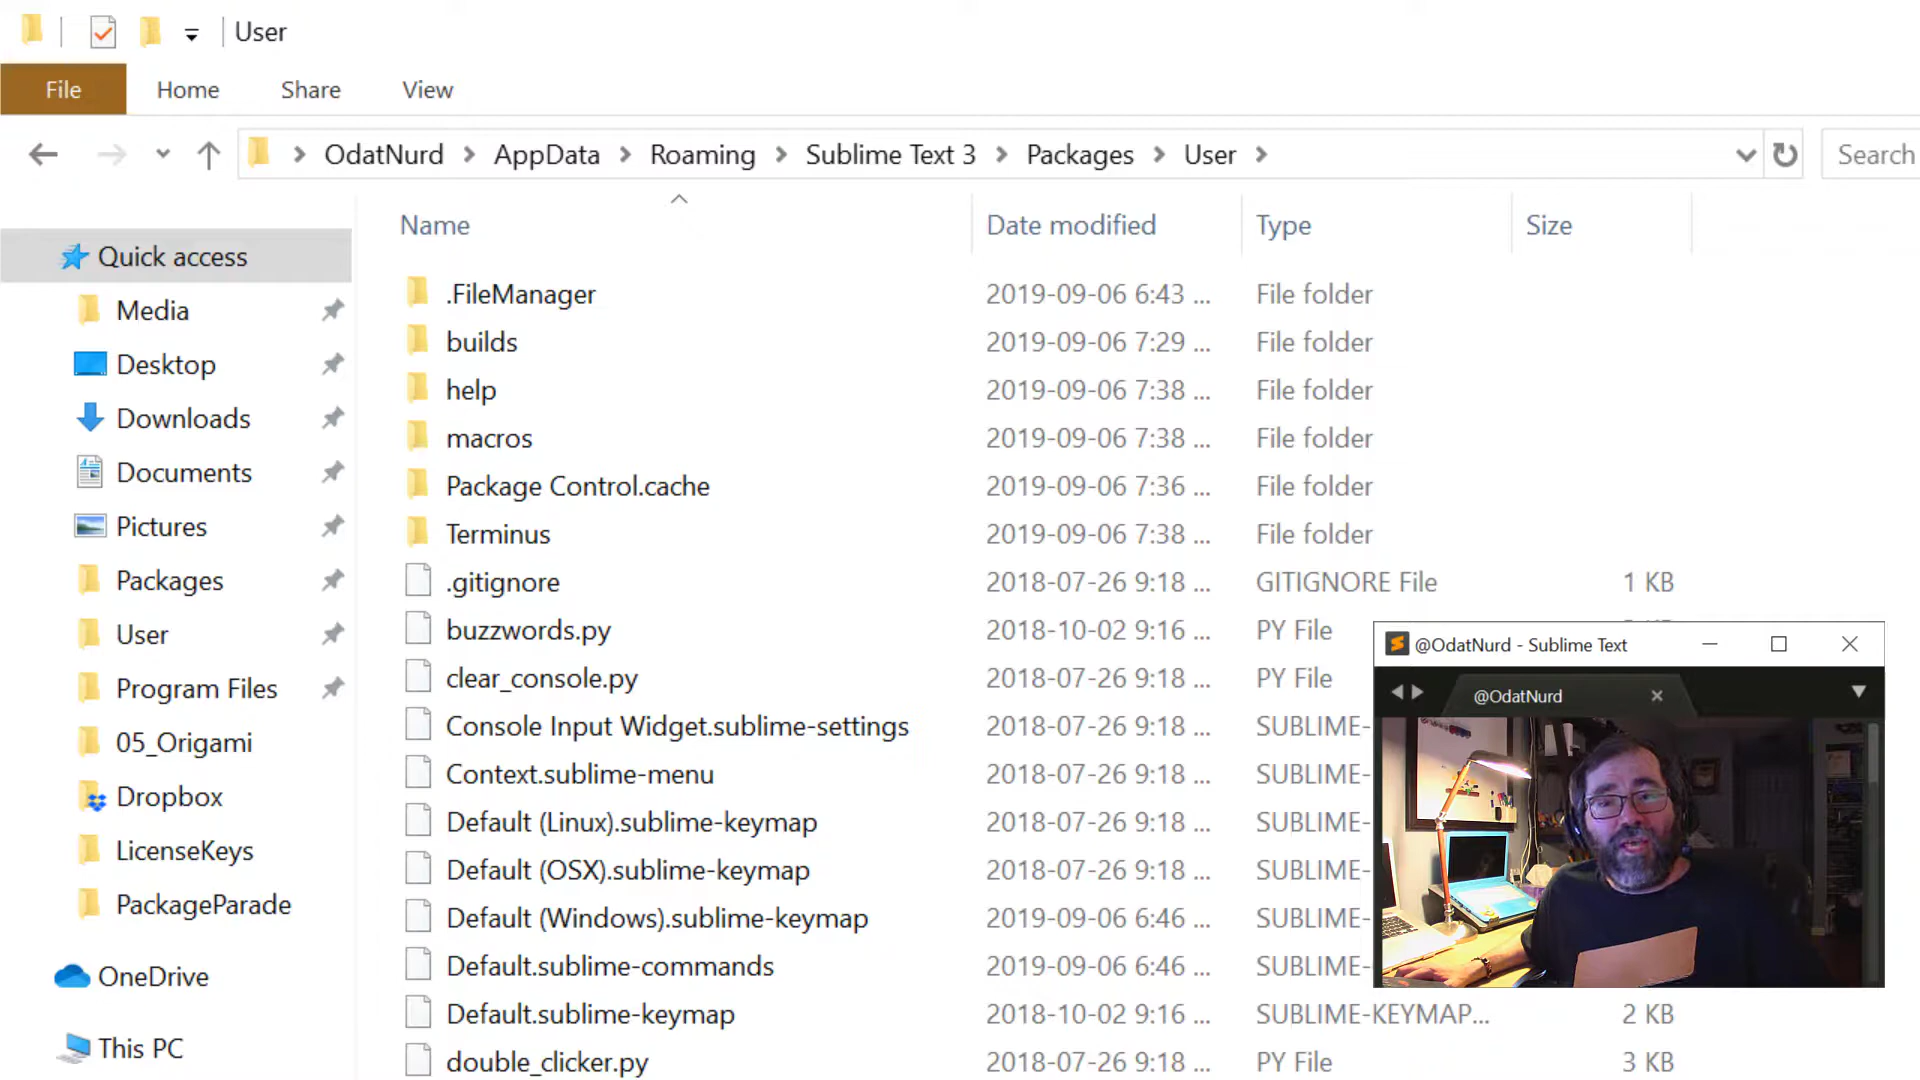 User
File Home Share View
OdatNurd AppData Roaming Sublime Text 3 Packages User Search
Name Date modified Type Size
Quick access
Media
Desktop
Downloads
Documents
Pictures
Packages
User
Program Files
05_Origami
Dropbox
LicenseKeys
PackageParade
OneDrive
This PC
.FileManager 2019-09-06 6:43 ... File folder
builds 2019-09-06 7:29 ... File folder
help 2019-09-06 7:38 ... File folder
macros 2019-09-06 7:38 ... File folder
Package Control.cache 2019-09-06 7:36 ... File folder
Terminus 2019-09-06 7:38 ... File folder
.gitignore 2018-07-26 9:18 ... GITIGNORE File 1 KB
buzzwords.py 2018-10-02 9:16 ... PY File
clear_console.py 2018-07-26 9:18 ... PY File
Console Input Widget.sublime-settings 2018-07-26 9:18 ... SUBLIME-
Context.sublime-menu 2018-07-26 9:18 ... SUBLIME-
Default (Linux).sublime-keymap 2018-07-26 9:18 ... SUBLIME-
Default (OSX).sublime-keymap 2018-07-26 9:18 ... SUBLIME-
Default (Windows).sublime-keymap 2019-09-06 6:46 ... SUBLIME-
Default.sublime-commands 2019-09-06 6:46 ... SUBLIME-
Default.sublime-keymap 2018-10-02 9:16 ... SUBLIME-KEYMAP... 2 KB
double_clicker.py 2018-07-26 9:18 ... PY File 3 KB
@OdatNurd - Sublime Text
@OdatNurd